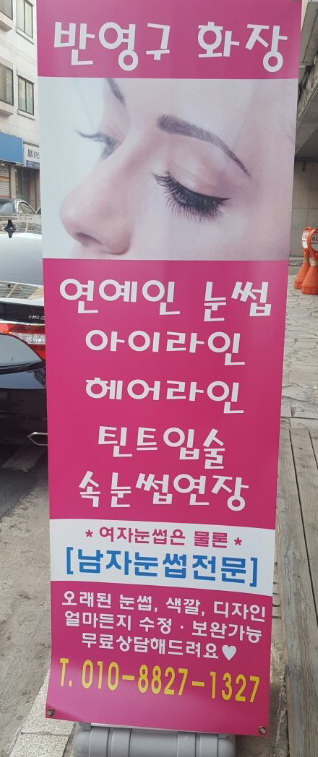 반영구 화장
연예인 눈썹
아이라인
헤어라인
틴트입술
속눈썹연장
* 여자눈썹은 물론 *
[남자눈썹전문]
오래된 눈썹, 색깔, 디자인
얼마든지 수정·보완가능
무료상담해드려요♥
T. 010-8827-1327